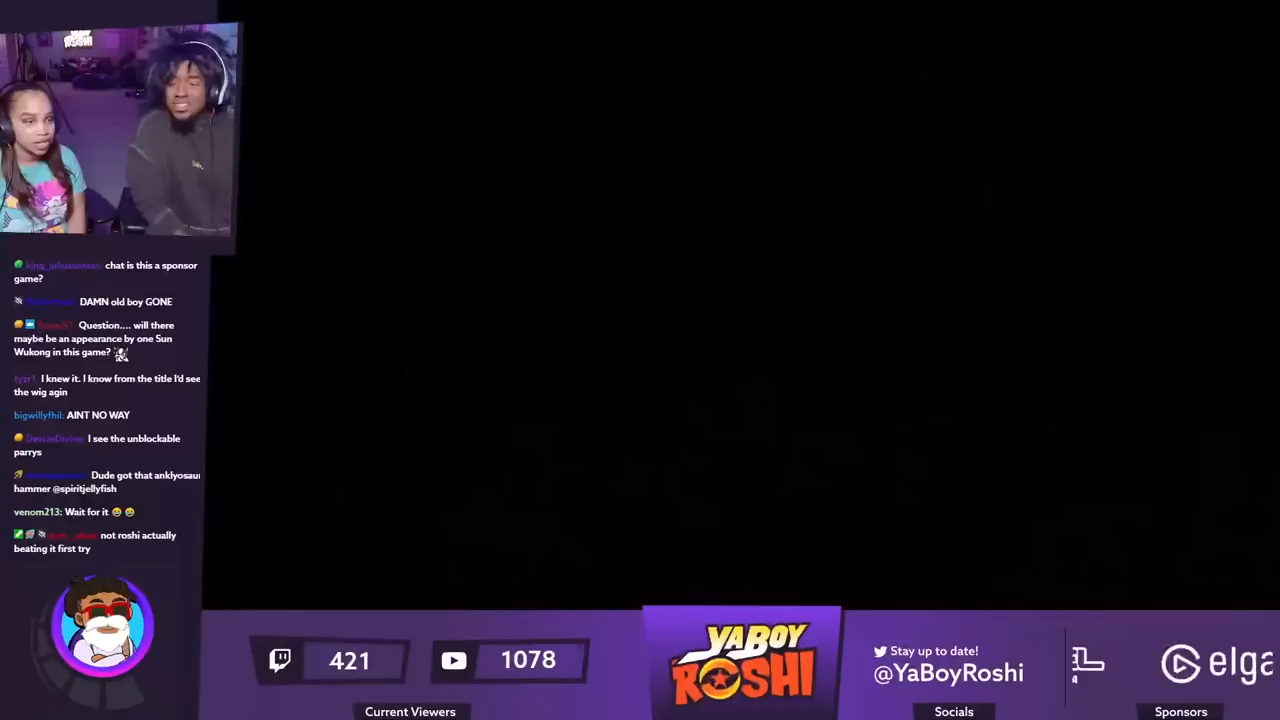 YABOY
ROSHI
chat is this a sponsor
game?
DAMN old boy GONE
Question.... will there
maybe be an appearance by one Sun
Wukong in this game?
I knew it. I know from the title I'd see
the wig agin
bigwillyfhil: AINT NO WAY
I see the unblockable
parrys
Dude got that anklyosaur
hammer @spiritjellyfish
venom213: Wait for it
not roshi actually
beating it first try
421
1078
Current Viewers
YABOY
ROSHI
Stay up to date!
@YaBoyRoshi
Socials
elga
Sponsors